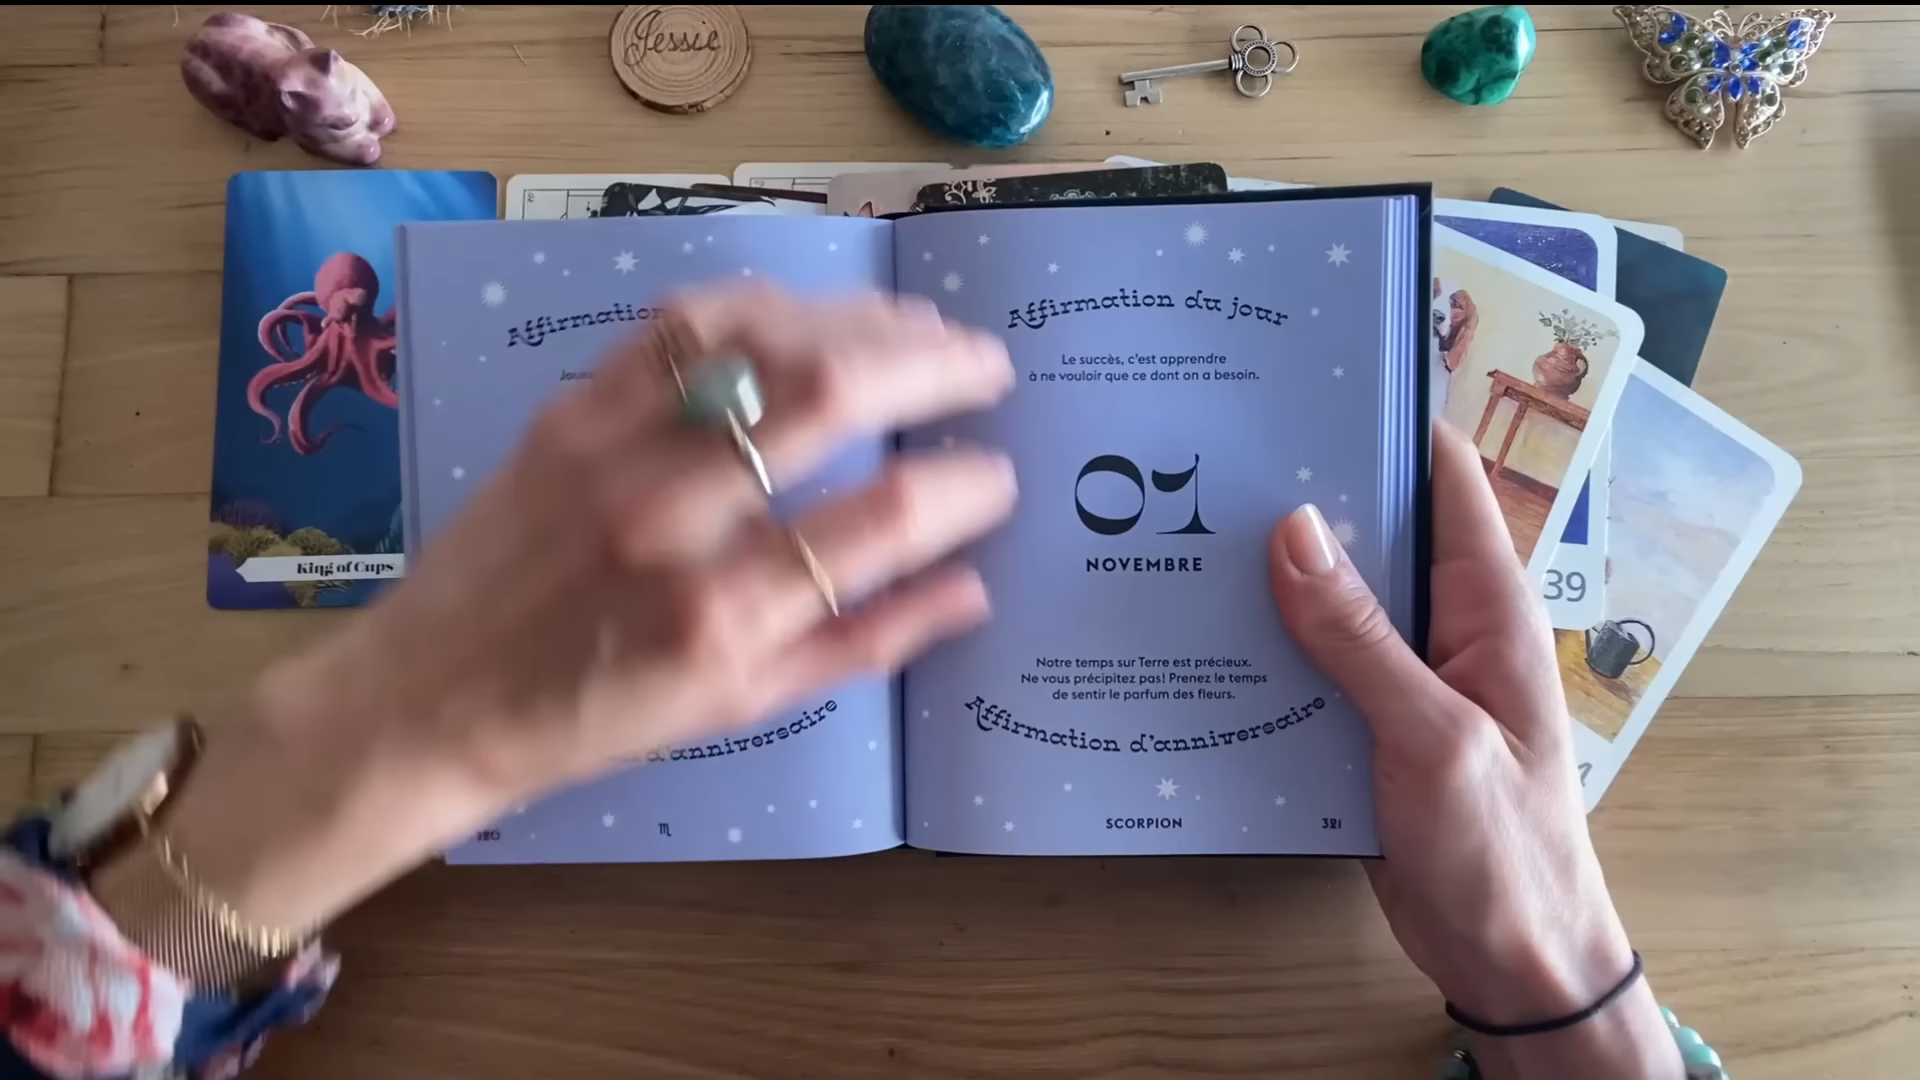 Jessie
King of Cups
Affirmation
d'anniversaire
Affirmation du jour
Le succès, c'est apprendre
à ne vouloir que ce dont on a besoin.
01
NOVEMBRE
Notre temps sur Terre est précieux.
Ne vous précipitez pas! Prenez le temps
de sentir le parfum des fleurs.
Affirmation d'anniversaire
SCORPION
321
39